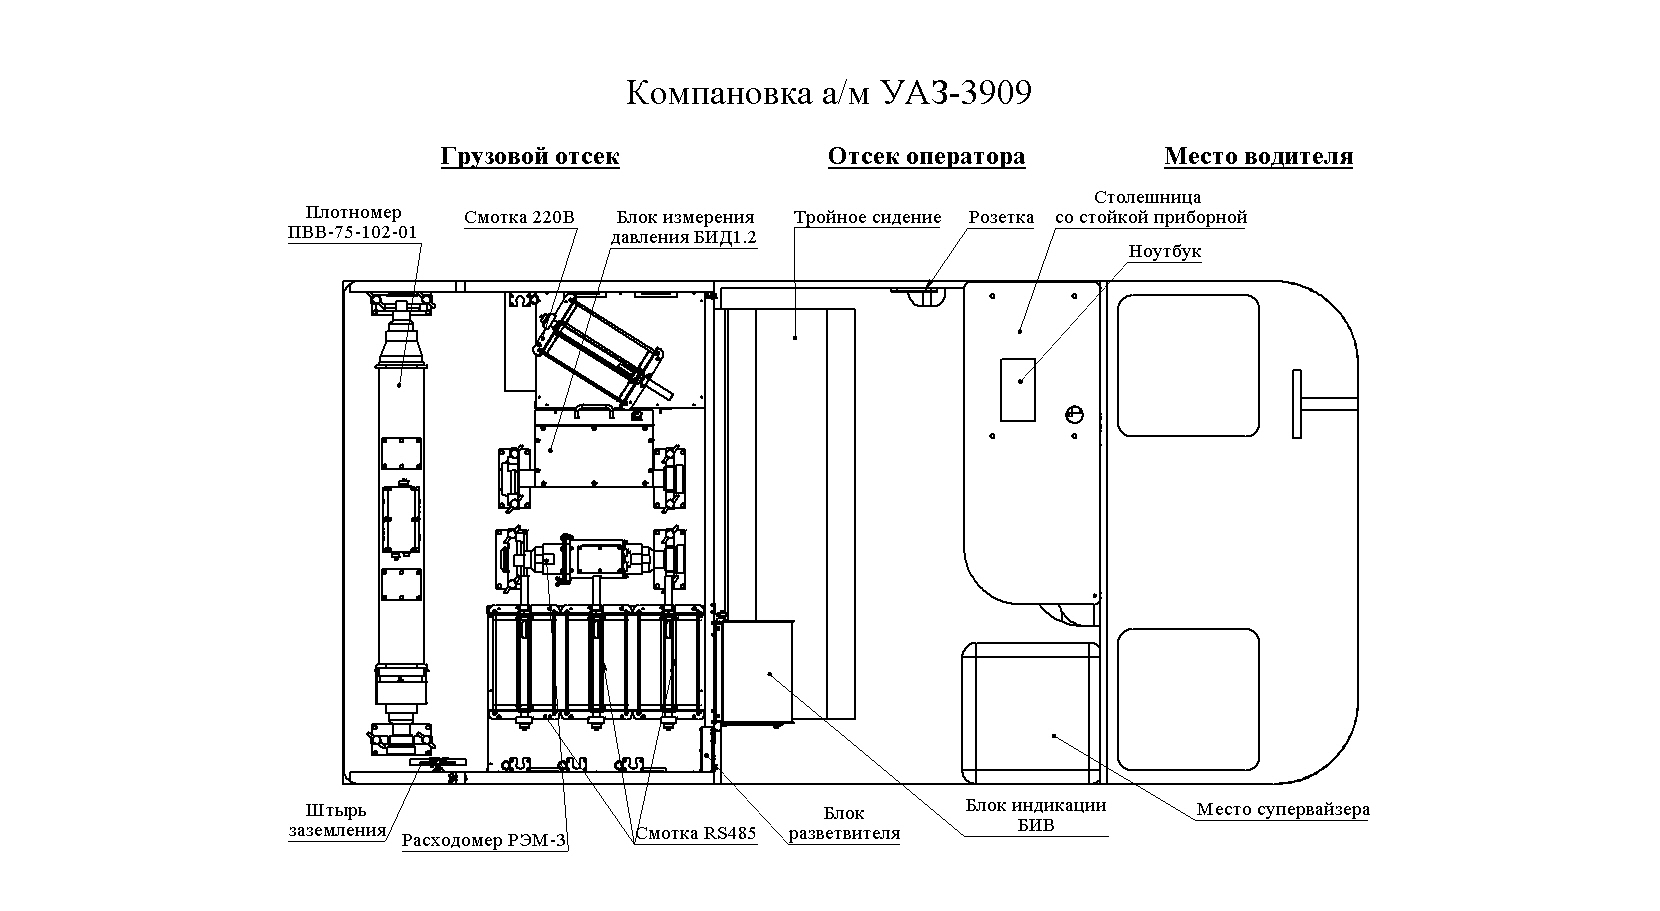 Компановка а/м УАЗ-3909
Грузовой отсек
Отсек оператора
Место водителя
Плотномер
ПВВ-75-102-01
Смотка 220В
Блок измерения
давления БИД1.2
Тройное сидение
Розетка
Столешница
со стойкой приборной
Ноутбук
Штырь
заземления
Расходомер РЭМ-3
Смотка RS485
Блок
разветвителя
Блок индикации
БИВ
Место супервайзера